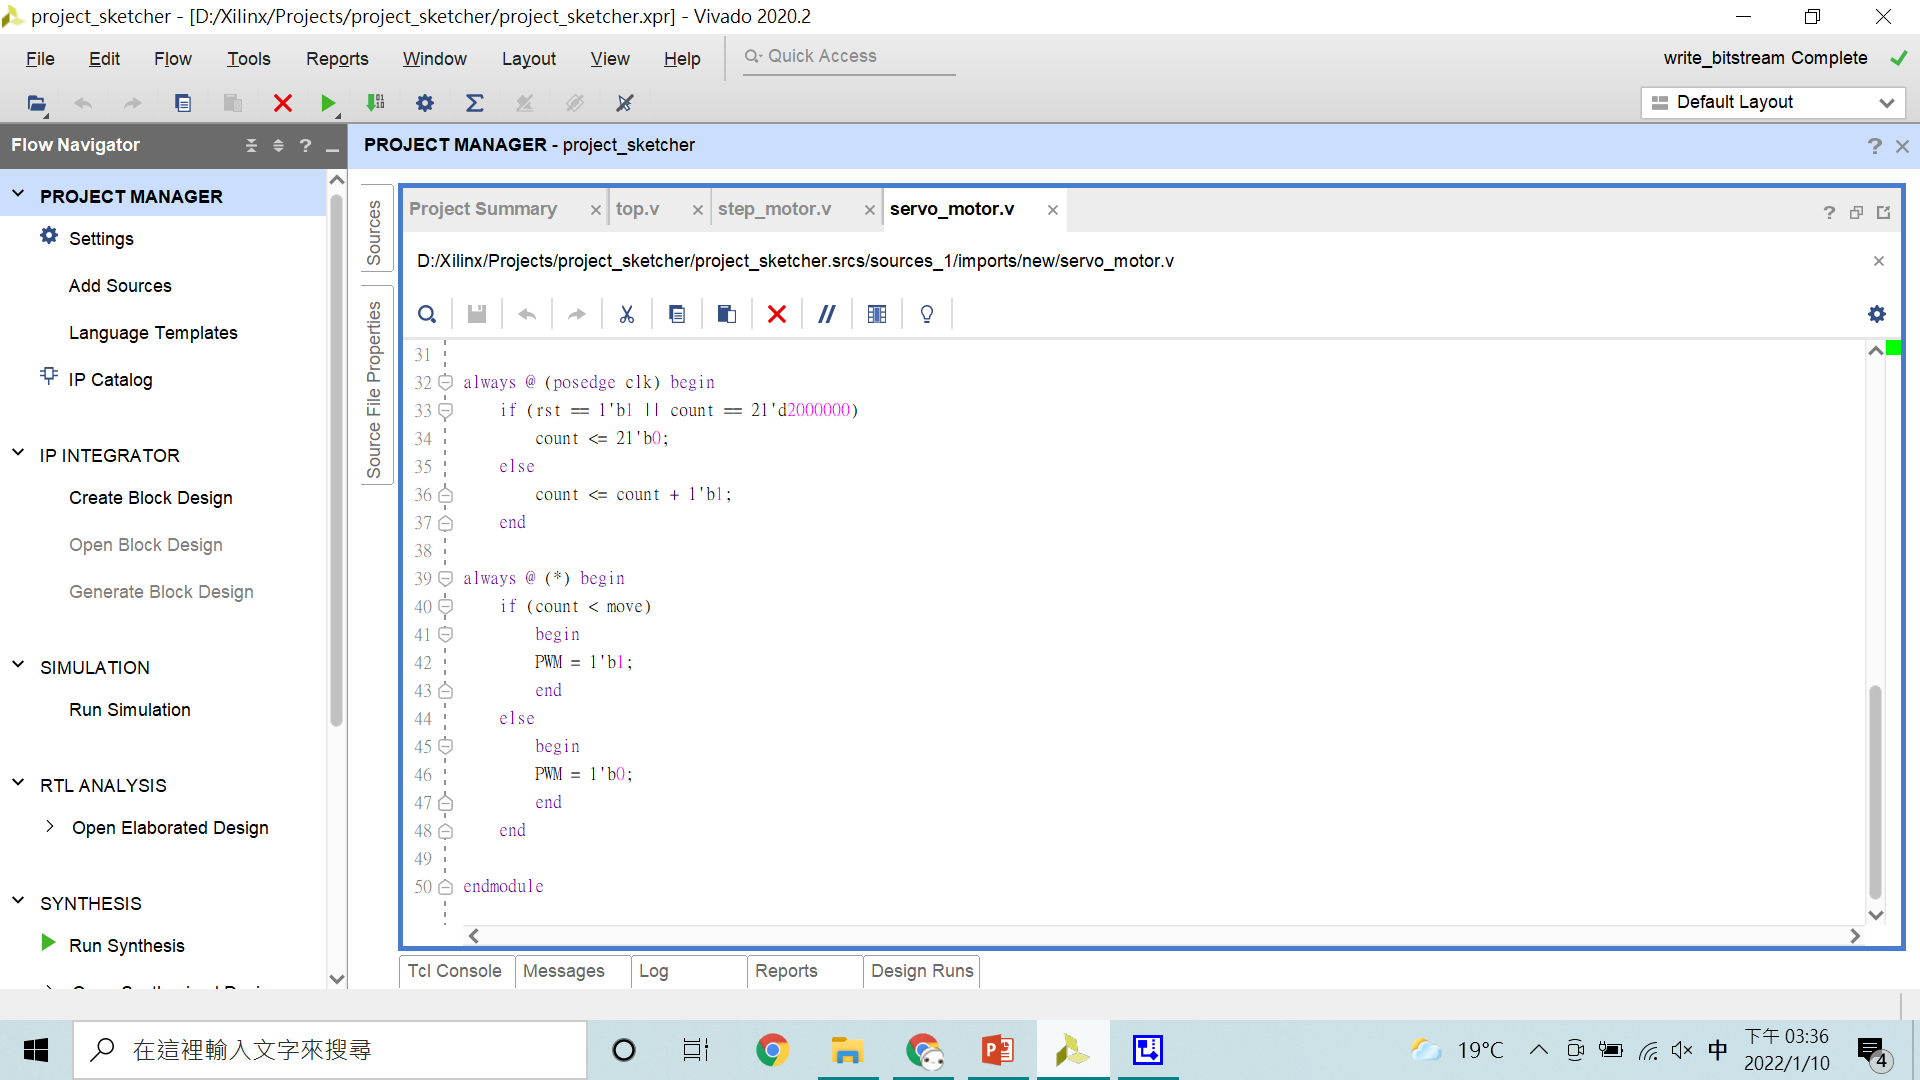 project_sketcher - [D:/Xilinx/Projects/project_sketcher/project_sketcher.xpr] - Vivado 2020.2
File Edit Flow Tools Reports Window Layout View Help Quick Access
write_bitstream Complete
Default Layout
Flow Navigator
PROJECT MANAGER - project_sketcher
PROJECT MANAGER
Settings
Add Sources
Language Templates
IP Catalog
IP INTEGRATOR
Create Block Design
Open Block Design
Generate Block Design
SIMULATION
Run Simulation
RTL ANALYSIS
Open Elaborated Design
SYNTHESIS
Run Synthesis
Sources
Source File Properties
Project Summary top.v step_motor.v servo_motor.v
D:/Xilinx/Projects/project_sketcher/project_sketcher.srcs/sources_1/imports/new/servo_motor.v
31
32 always @ (posedge clk) begin
33 if (rst == 1'b1 || count == 21'd2000000)
34 count <= 21'b0;
35 else
36 count <= count + 1'b1;
37 end
38
39 always @ (*) begin
40 if (count < move)
41 begin
42 PWM = 1'b1;
43 end
44 else
45 begin
46 PWM = 1'b0;
47 end
48 end
49
50 endmodule
Tcl Console Messages Log Reports Design Runs
在這裡輸入文字來搜尋
19°C
中
下午 03:36
2022/1/10
4